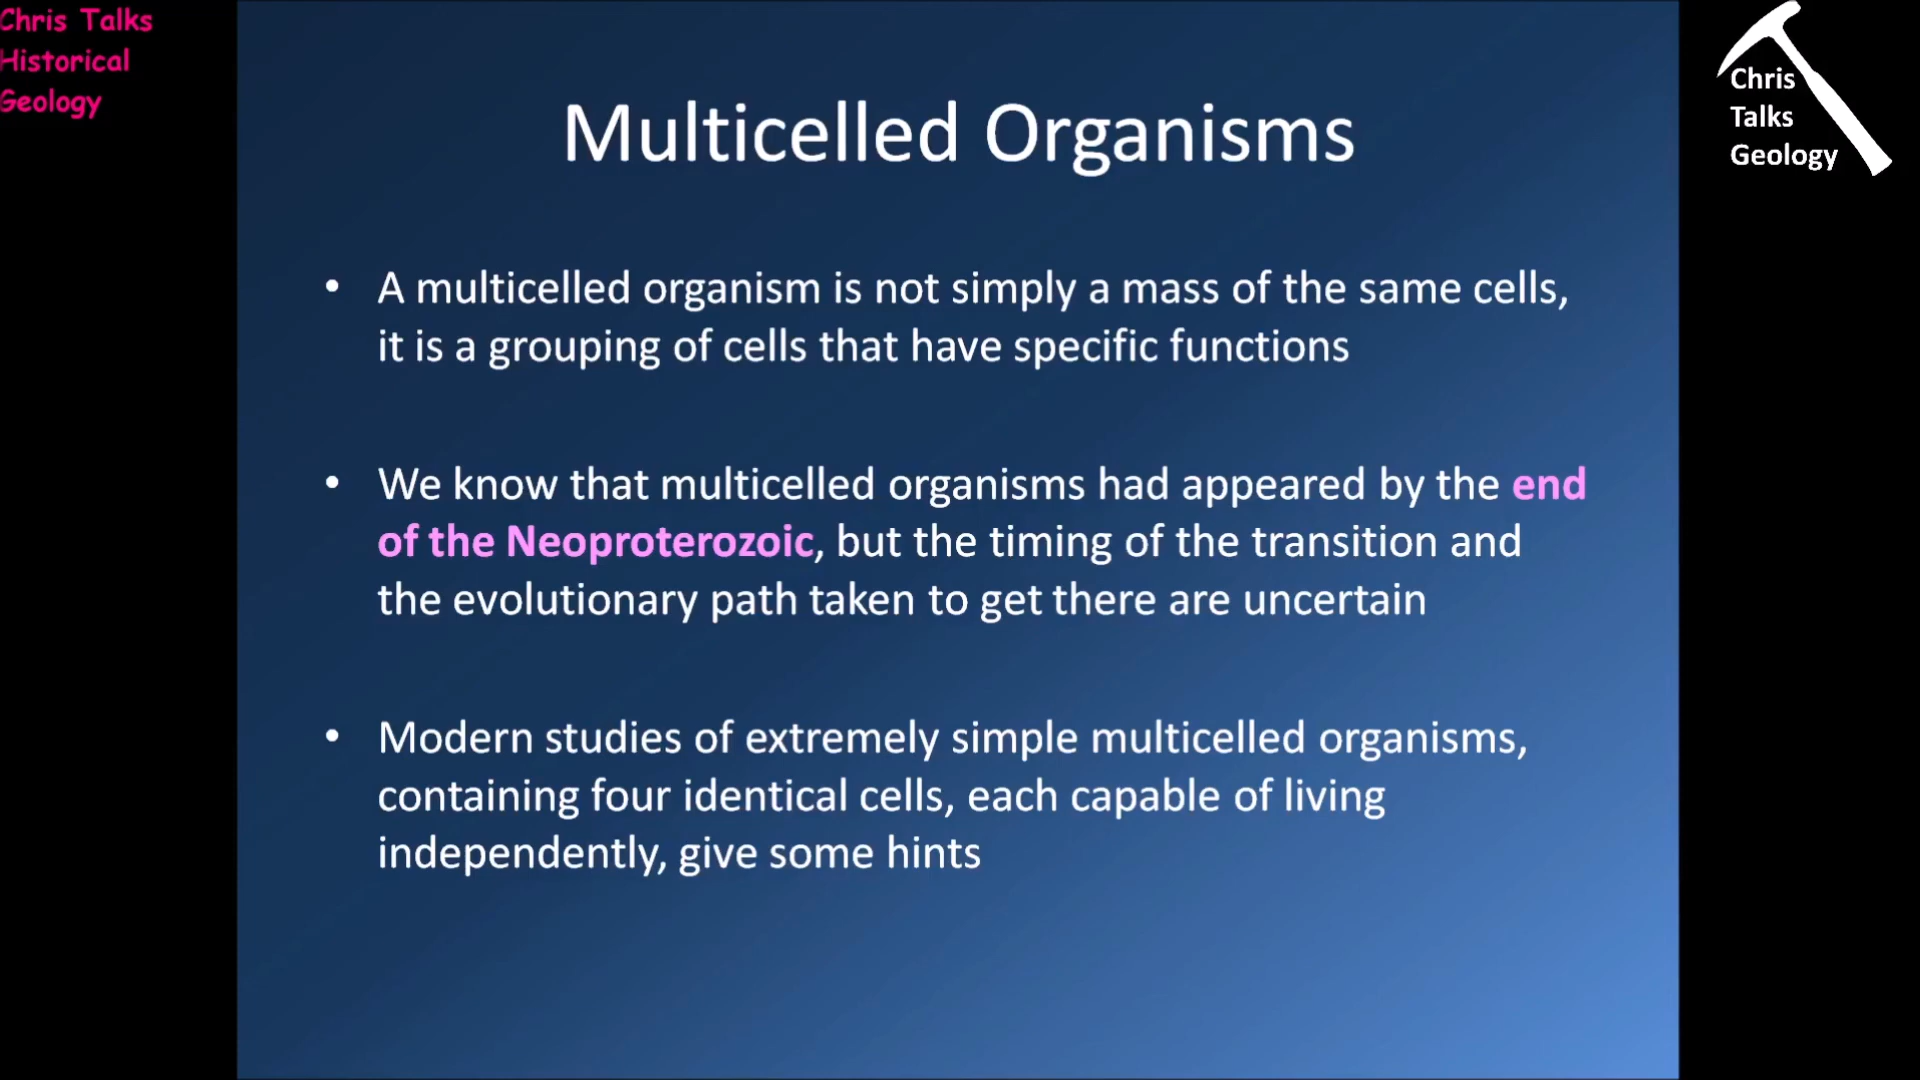 Chris Talks
Historical
Geology
Chris
Talks
Geology
Multicelled Organisms
• A multicelled organism is not simply a mass of the same cells,
it is a grouping of cells that have specific functions
• We know that multicelled organisms had appeared by the end
of the Neoproterozoic, but the timing of the transition and
the evolutionary path taken to get there are uncertain
• Modern studies of extremely simple multicelled organisms,
containing four identical cells, each capable of living
independently, give some hints